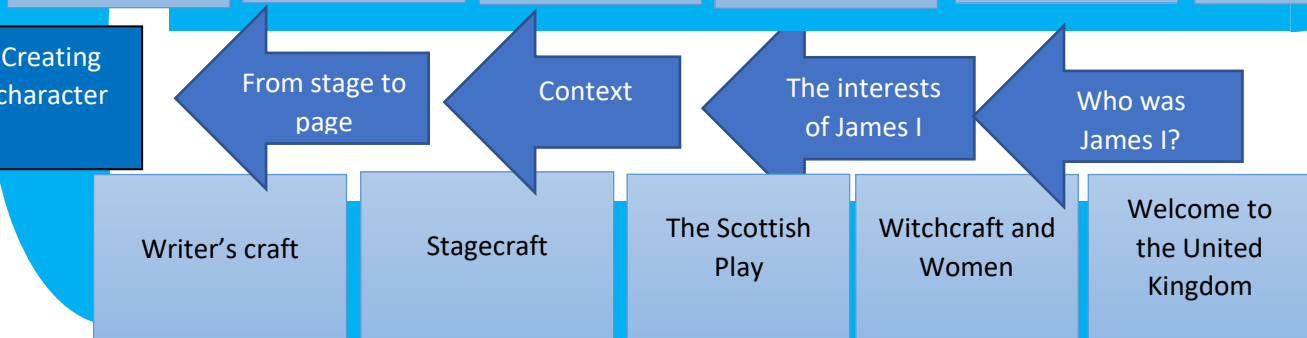 Creating
character
From stage to
page
Context
The interests
of James I
Who was
James I?
Writer's craft
Stagecraft
The Scottish
Play
Witchcraft and
Women
Welcome to
the United
Kingdom